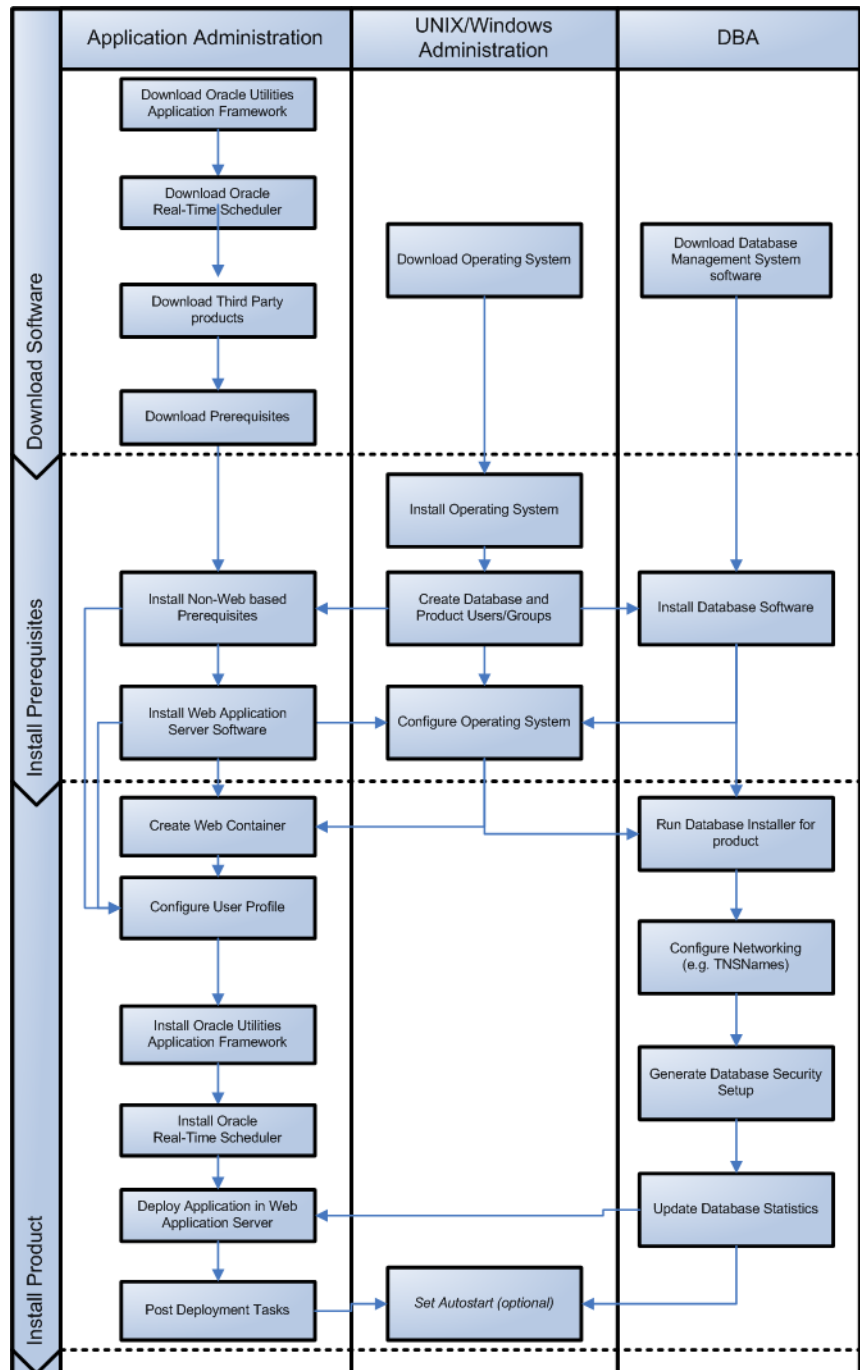 Application Administration
UNIX/Windows
Administration
DBA
Download Software
Download Oracle Utilities
Application Framework
Download Oracle
Real-Time Scheduler
Download Operating System
Download Database
Management System
software
Download Third Party
products
Download Prerequisites
Install Prerequisites
Install Operating System
Install Non-Web based
Prerequisites
Create Database and
Product Users/Groups
Install Database Software
Install Web Application
Server Software
Configure Operating System
Install Product
Create Web Container
Run Database Installer for
product
Configure User Profile
Configure Networking
(e.g. TNSNames)
Install Oracle Utilities
Application Framework
Generate Database Security
Setup
Install Oracle
Real-Time Scheduler
Deploy Application in Web
Application Server
Update Database Statistics
Post Deployment Tasks
Set Autostart (optional)